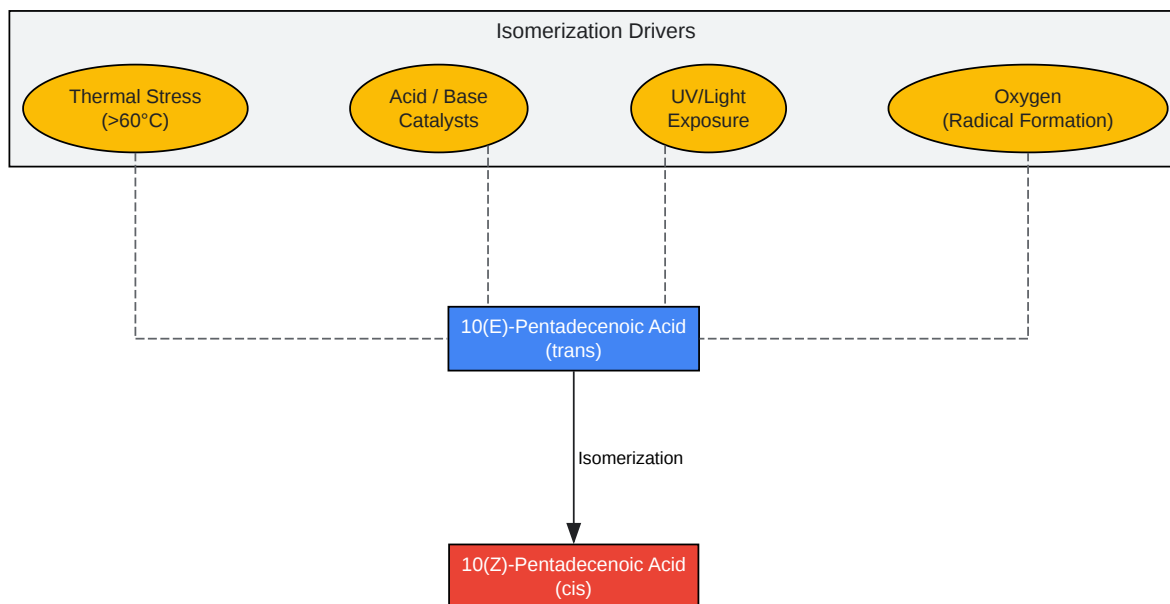 Isomerization Drivers
Thermal Stress
(>60°C)
Acid / Base
Catalysts
UV/Light
Exposure
Oxygen
(Radical Formation)
10(E)-Pentadecenoic Acid
(trans)
Isomerization
10(Z)-Pentadecenoic Acid
(cis)